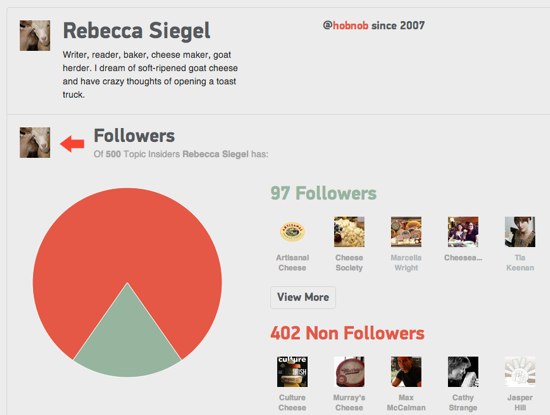 Rebecca Siegel
@hobnob since 2007
Writer, reader, baker, cheese maker, goat
herder. I dream of soft-ripened goat cheese
and have crazy thoughts of opening a toast
truck.
Followers
Of 500 Topic Insiders Rebecca Siegel has:
97 Followers
Artisanal Cheese
Cheese Society
Marcelle Wright
Cheesea...
Tia Keenan
View More
402 Non Followers
culture
IRISH
Culture Cheese
Murray's Cheese
Max McCalman
Cathy Strange
Jasper Hill